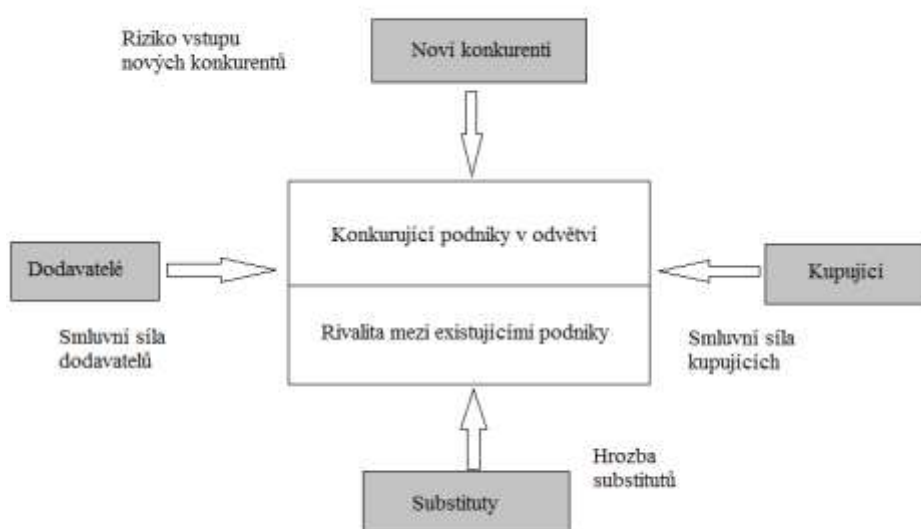 Riziko vstupu
nových konkurentů
Noví konkurenti
Konkurující podniky v odvětví
Dodavatelé
Kupující
Smluvní síla
dodavatelů
Rivalita mezi existujícími podniky
Smluvní síla
kupujících
Hrozba
substitutů
Substituty